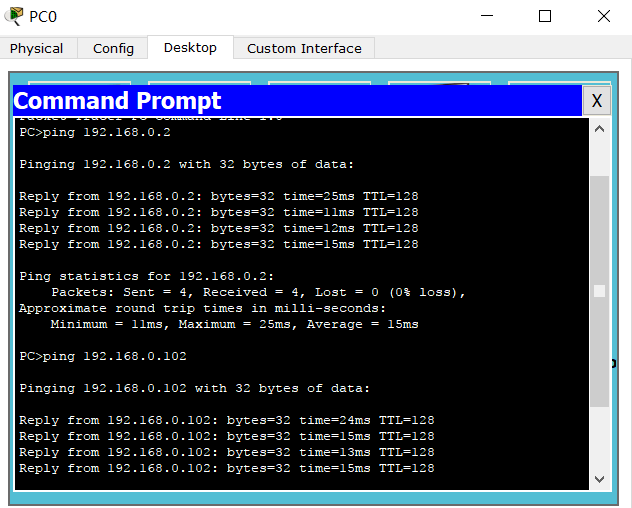 PC0
Physical Config Desktop Custom Interface
Command Prompt X
PC>ping 192.168.0.2
Pinging 192.168.0.2 with 32 bytes of data:
Reply from 192.168.0.2: bytes=32 time=25ms TTL=128
Reply from 192.168.0.2: bytes=32 time=11ms TTL=128
Reply from 192.168.0.2: bytes=32 time=12ms TTL=128
Reply from 192.168.0.2: bytes=32 time=15ms TTL=128
Ping statistics for 192.168.0.2:
Packets: Sent = 4, Received = 4, Lost = 0 (0% loss),
Approximate round trip times in milli-seconds:
Minimum = 11ms, Maximum = 25ms, Average = 15ms
PC>ping 192.168.0.102
Pinging 192.168.0.102 with 32 bytes of data:
Reply from 192.168.0.102: bytes=32 time=24ms TTL=128
Reply from 192.168.0.102: bytes=32 time=15ms TTL=128
Reply from 192.168.0.102: bytes=32 time=13ms TTL=128
Reply from 192.168.0.102: bytes=32 time=15ms TTL=128